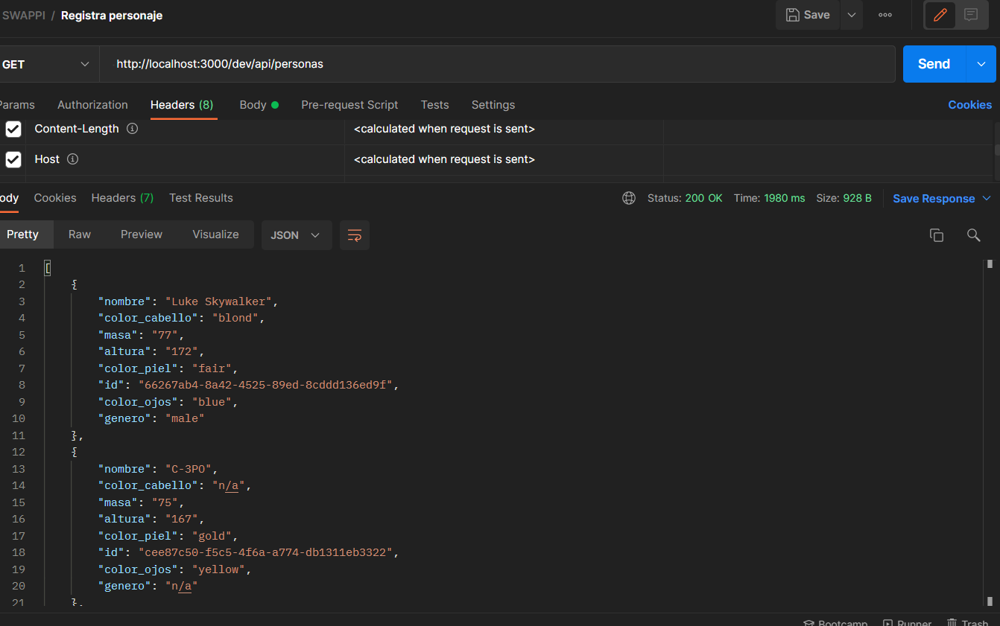 SWAPPI / Registra personaje Save
GET http://localhost:3000/dev/api/personas Send
Params Authorization Headers (8) Body Pre-request Script Tests Settings Cookies
Content-Length <calculated when request is sent>
Host <calculated when request is sent>
ody Cookies Headers (7) Test Results Status: 200 OK Time: 1980 ms Size: 928 B Save Response
Pretty Raw Preview Visualize JSON
1 [
2 {
3 "nombre": "Luke Skywalker",
4 "color_cabello": "blond",
5 "masa": "77",
6 "altura": "172",
7 "color_piel": "fair",
8 "id": "66267ab4-8a42-4525-89ed-8cddd136ed9f",
9 "color_ojos": "blue",
10 "genero": "male"
11 },
12 {
13 "nombre": "C-3PO",
14 "color_cabello": "n/a",
15 "masa": "75",
16 "altura": "167",
17 "color_piel": "gold",
18 "id": "cee87c50-f5c5-4f6a-a774-db1311eb3322",
19 "color_ojos": "yellow",
20 "genero": "n/a"
21 },
Bootcamp Runner Trash